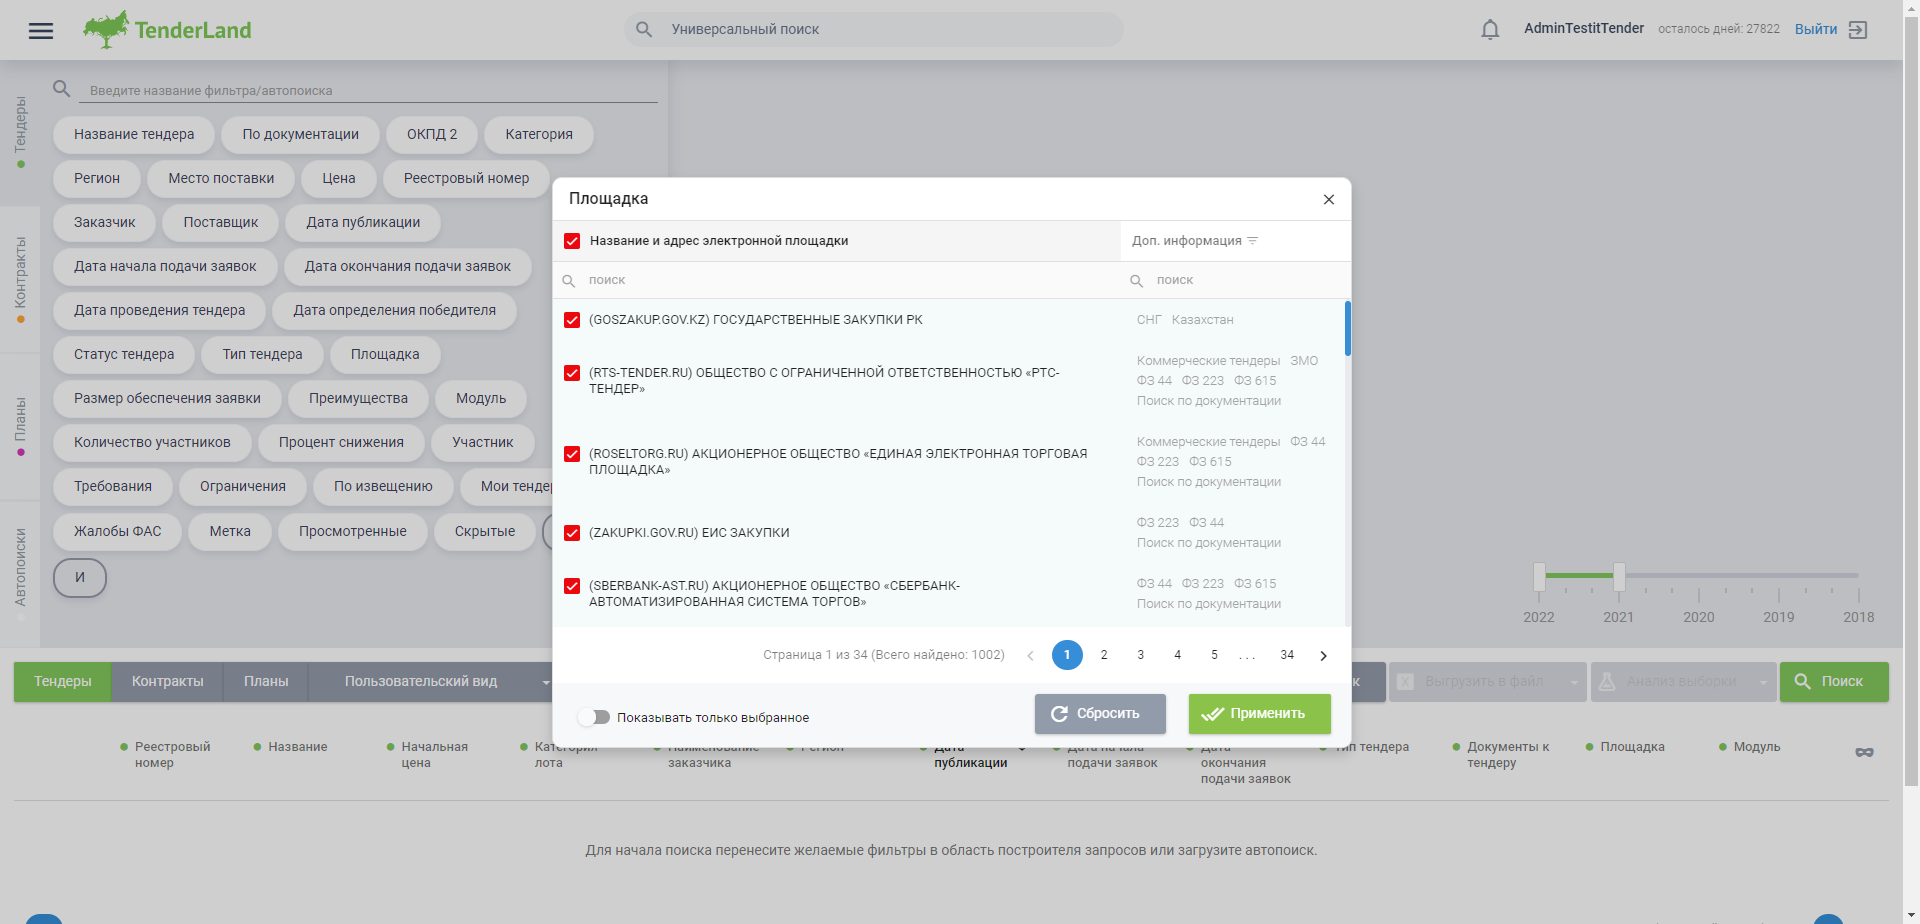 TenderLand
Универсальный поиск
AdminTestitTender
осталось дней: 27822
Выйти
Тендеры
Контракты
Планы
Автопоиски
Введите название фильтра/автопоиска
Название тендера
По документации
ОКПД 2
Категория
Регион
Место поставки
Цена
Реестровый номер
Заказчик
Поставщик
Дата публикации
Дата начала подачи заявок
Дата окончания подачи заявок
Дата проведения тендера
Дата определения победителя
Статус тендера
Тип тендера
Площадка
Размер обеспечения заявки
Преимущества
Модуль
Количество участников
Процент снижения
Участник
Требования
Ограничения
По извещению
Мои
Жалобы ФАС
Метка
Просмотренные
Скрытые
И
Площадка
Название и адрес электронной площадки
Доп. информация
поиск
поиск
(GOSZAKUP.GOV.KZ) ГОСУДАРСТВЕННЫЕ ЗАКУПКИ РК
СНГ Казахстан
(RTS-TENDER.RU) ОБЩЕСТВО С ОГРАНИЧЕННОЙ ОТВЕТСТВЕННОСТЬЮ «РТС-
ТЕНДЕР»
Коммерческие тендеры ЗМО
ФЗ 44 ФЗ 223 ФЗ 615
Поиск по документации
(ROSELTORG.RU) АКЦИОНЕРНОЕ ОБЩЕСТВО «ЕДИНАЯ ЭЛЕКТРОННАЯ ТОРГОВАЯ
ПЛОЩАДКА»
Коммерческие тендеры ФЗ 44
ФЗ 223 ФЗ 615
Поиск по документации
(ZAKUPKI.GOV.RU) ЕИС ЗАКУПКИ
ФЗ 223 ФЗ 44
Поиск по документации
(SBERBANK-AST.RU) АКЦИОНЕРНОЕ ОБЩЕСТВО «СБЕРБАНК-
АВТОМАТИЗИРОВАННАЯ СИСТЕМА ТОРГОВ»
ФЗ 44 ФЗ 223 ФЗ 615
Поиск по документации
Страница 1 из 34 (Всего найдено: 1002)
1 2 3 4 5 ... 34
Показывать только выбранное
Сбросить
Применить
2022 2021 2020 2019 2018
Тендеры
Контракты
Планы
Пользовательский вид
Выгрузить в файл
Анализ выборки
Поиск
Реестровый
номер
Название
Начальная
цена
Категория
лота
Наименование
заказчика
Регион
Дата
публикации
Дата начала
подачи заявок
Дата
окончания
подачи заявок
Тип тендера
Документы к
тендеру
Площадка
Модуль
Для начала поиска перенесите желаемые фильтры в область построителя запросов или загрузите автопоиск.